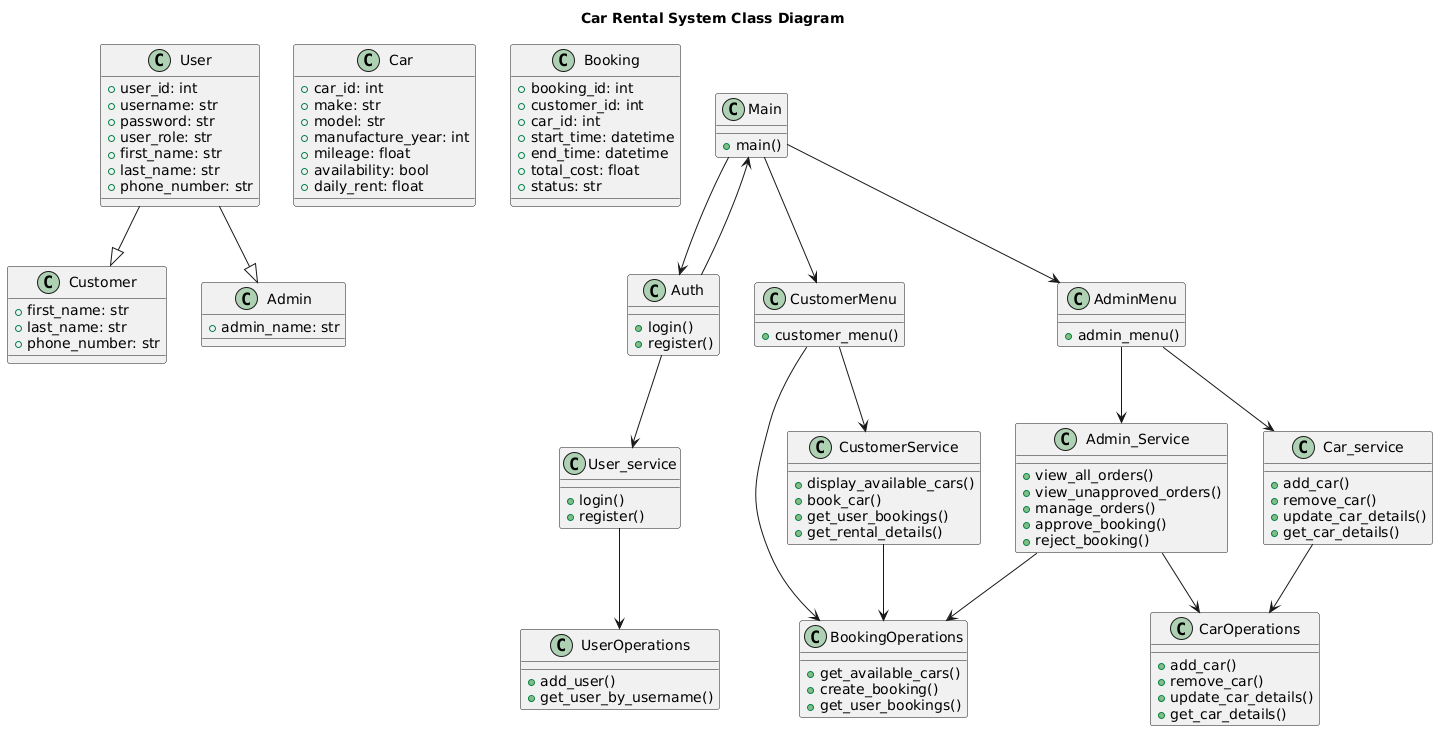 Car Rental System Class Diagram
C User
user_id: int
username: str
password: str
user_role: str
first_name: str
last_name: str
phone_number: str
C Car
car_id: int
make: str
model: str
manufacture_year: int
mileage: float
availability: bool
daily_rent: float
C Booking
booking_id: int
customer_id: int
car_id: int
start_time: datetime
end_time: datetime
total_cost: float
status: str
C Main
main()
C Customer
first_name: str
last_name: str
phone_number: str
C Admin
admin_name: str
C Auth
login()
register()
C CustomerMenu
customer_menu()
C AdminMenu
admin_menu()
C User_service
login()
register()
C CustomerService
display_available_cars()
book_car()
get_user_bookings()
get_rental_details()
C Admin_Service
view_all_orders()
view_unapproved_orders()
manage_orders()
approve_booking()
reject_booking()
C Car_service
add_car()
remove_car()
update_car_details()
get_car_details()
C UserOperations
add_user()
get_user_by_username()
C BookingOperations
get_available_cars()
create_booking()
get_user_bookings()
C CarOperations
add_car()
remove_car()
update_car_details()
get_car_details()